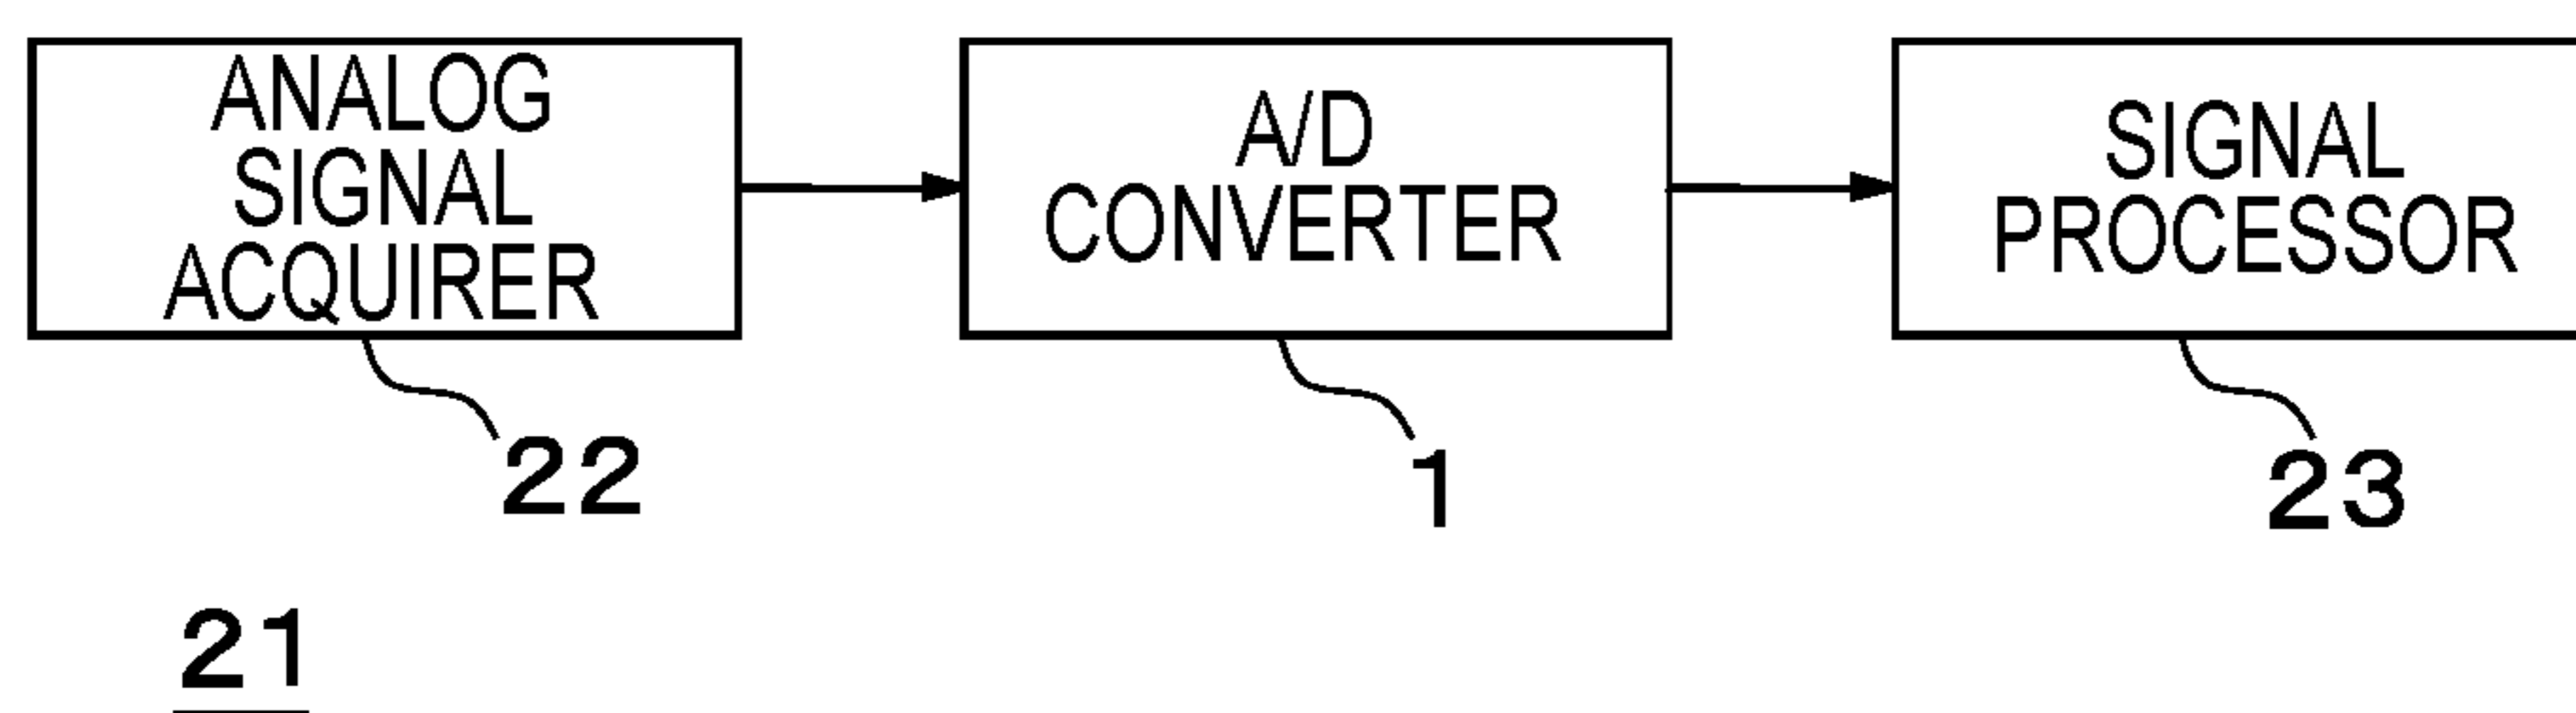 ANALOG
SIGNAL
ACQUIRER
A/D
CONVERTER
SIGNAL
PROCESSOR
22
1
23
21